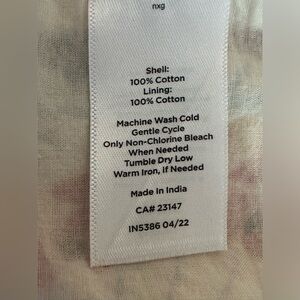 nxg
Shell:
100% Cotton
Lining:
100% Cotton
Machine Wash Cold
Gentle Cycle
Only Non-Chlorine Bleach
When Needed
Tumble Dry Low
Warm Iron, If Needed
Made In India
CA# 23147
IN5386 04/22